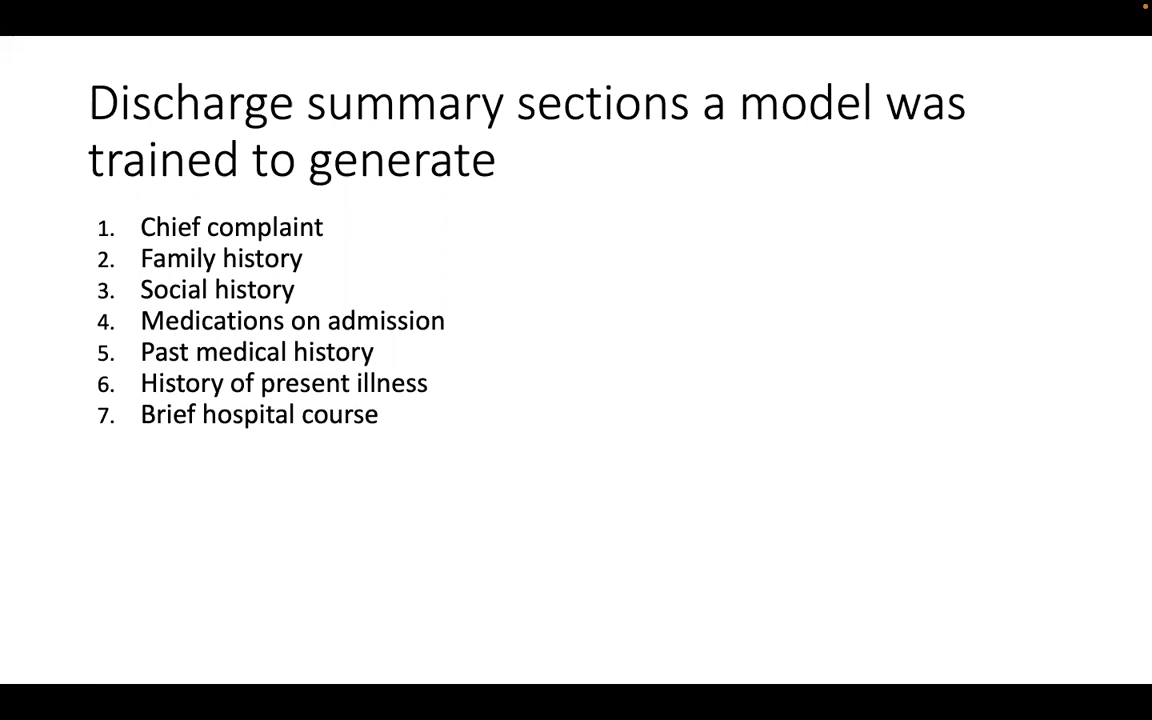 Discharge summary sections a model was
trained to generate
1. Chief complaint
2. Family history
3. Social history
4. Medications on admission
5. Past medical history
6. History of present illness
7. Brief hospital course